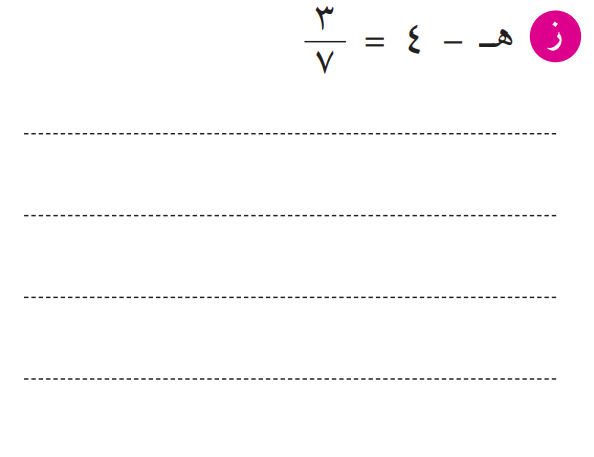 ز هـ − ٤ = ٣/٧